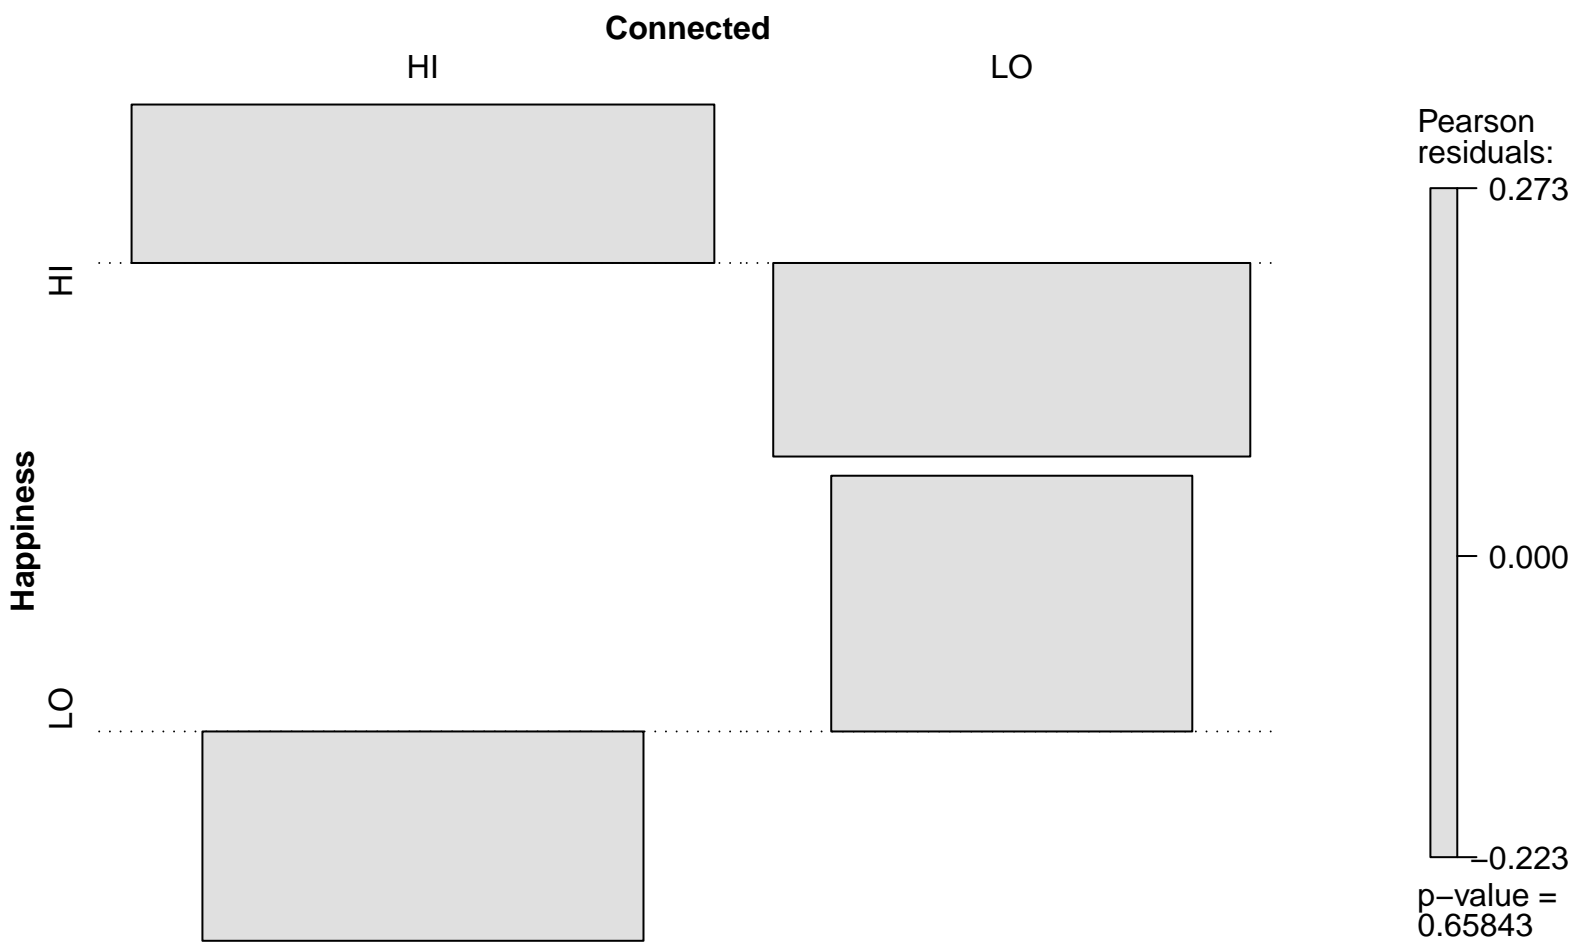 Connected
HI
LO
HI
Happiness
LO
Pearson
residuals:
0.273
0.000
−0.223
p−value =
0.65843